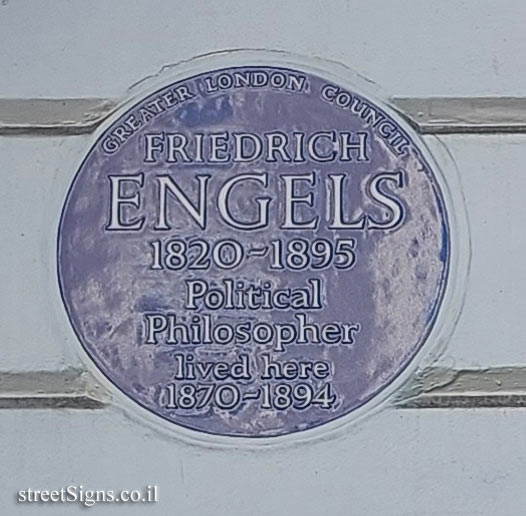 GREATER LONDON COUNCIL
FRIEDRICH
ENGELS
1820~1895
Political
Philosopher
lived here
1870~1894
streetSigns.co.il